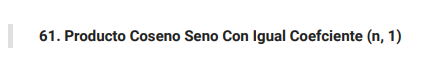 61. Producto Coseno Seno Con Igual Coefciente (n, 1)